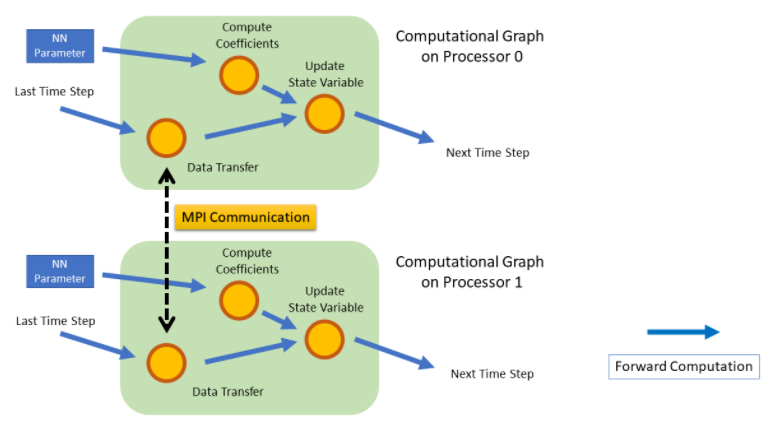 NN
Parameter
Compute
Coefficients
Computational Graph
on Processor 0
Update
State Variable
Last Time Step
Next Time Step
Data Transfer
MPI Communication
NN
Parameter
Compute
Coefficients
Computational Graph
on Processor 1
Update
State Variable
Last Time Step
Next Time Step
Data Transfer
Forward Computation